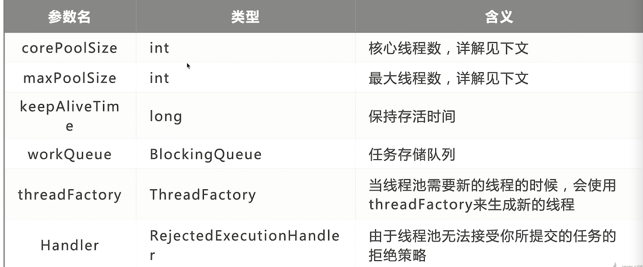 参数名 类型 含义
corePoolSize int 核心线程数，详解见下文
maxPoolSize int 最大线程数，详解见下文
keepAliveTim
e long 保持存活时间
workQueue BlockingQueue 任务存储队列
threadFactory ThreadFactory 当线程池需要新的线程的时候，会使用
threadFactory来生成新的线程
Handler RejectedExecutionHandle
r 由于线程池无法接受你所提交的任务的
拒绝策略